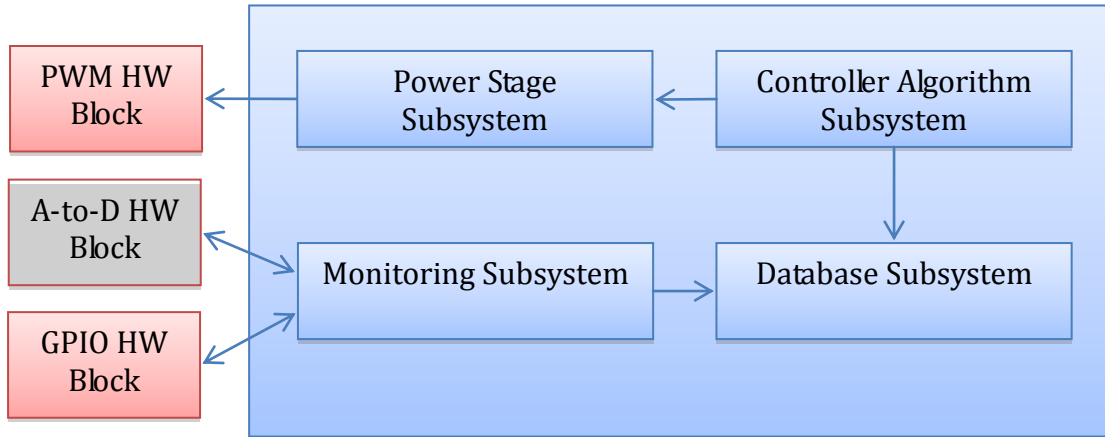 PWM HW
Block
Power Stage
Subsystem
Controller Algorithm
Subsystem
A-to-D HW
Block
Monitoring Subsystem
Database Subsystem
GPIO HW
Block